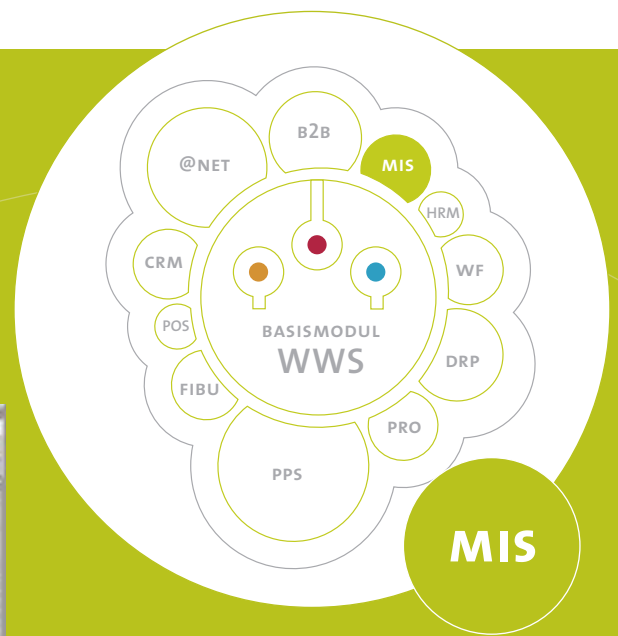 B2B
@NET
MIS
HRM
CRM
WF
POS
BASISMODUL
WWS
DRP
FIBU
PRO
PPS
MIS